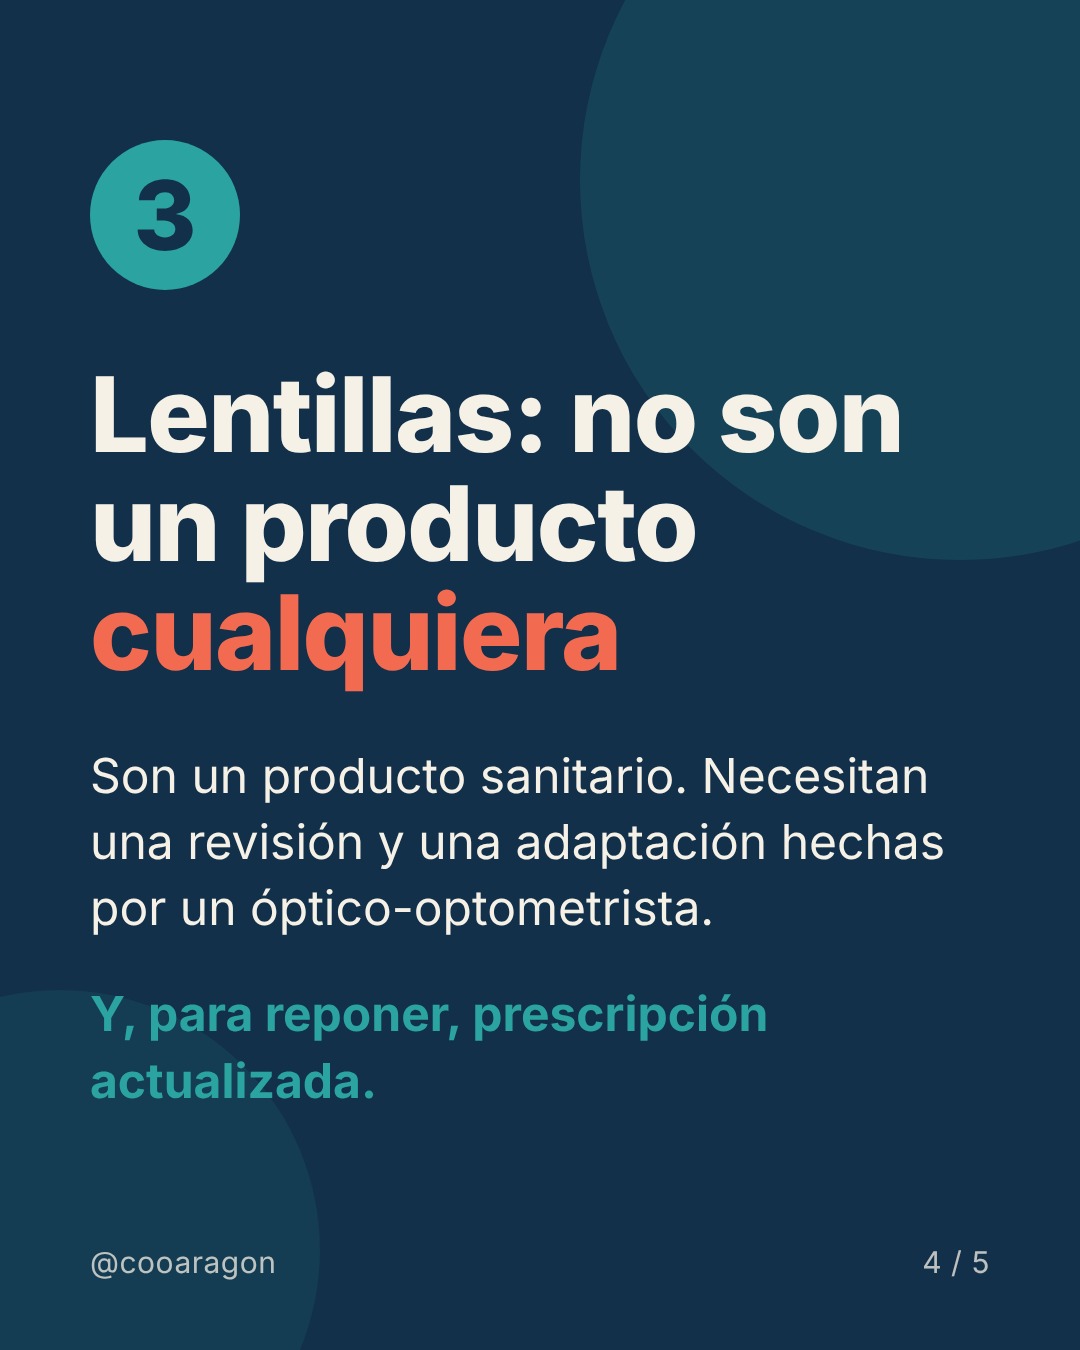 3
Lentillas: no son
un producto
cualquiera
Son un producto sanitario. Necesitan
una revisión y una adaptación hechas
por un óptico-optometrista.
Y, para reponer, prescripción
actualizada.
@cooaragon
4 / 5